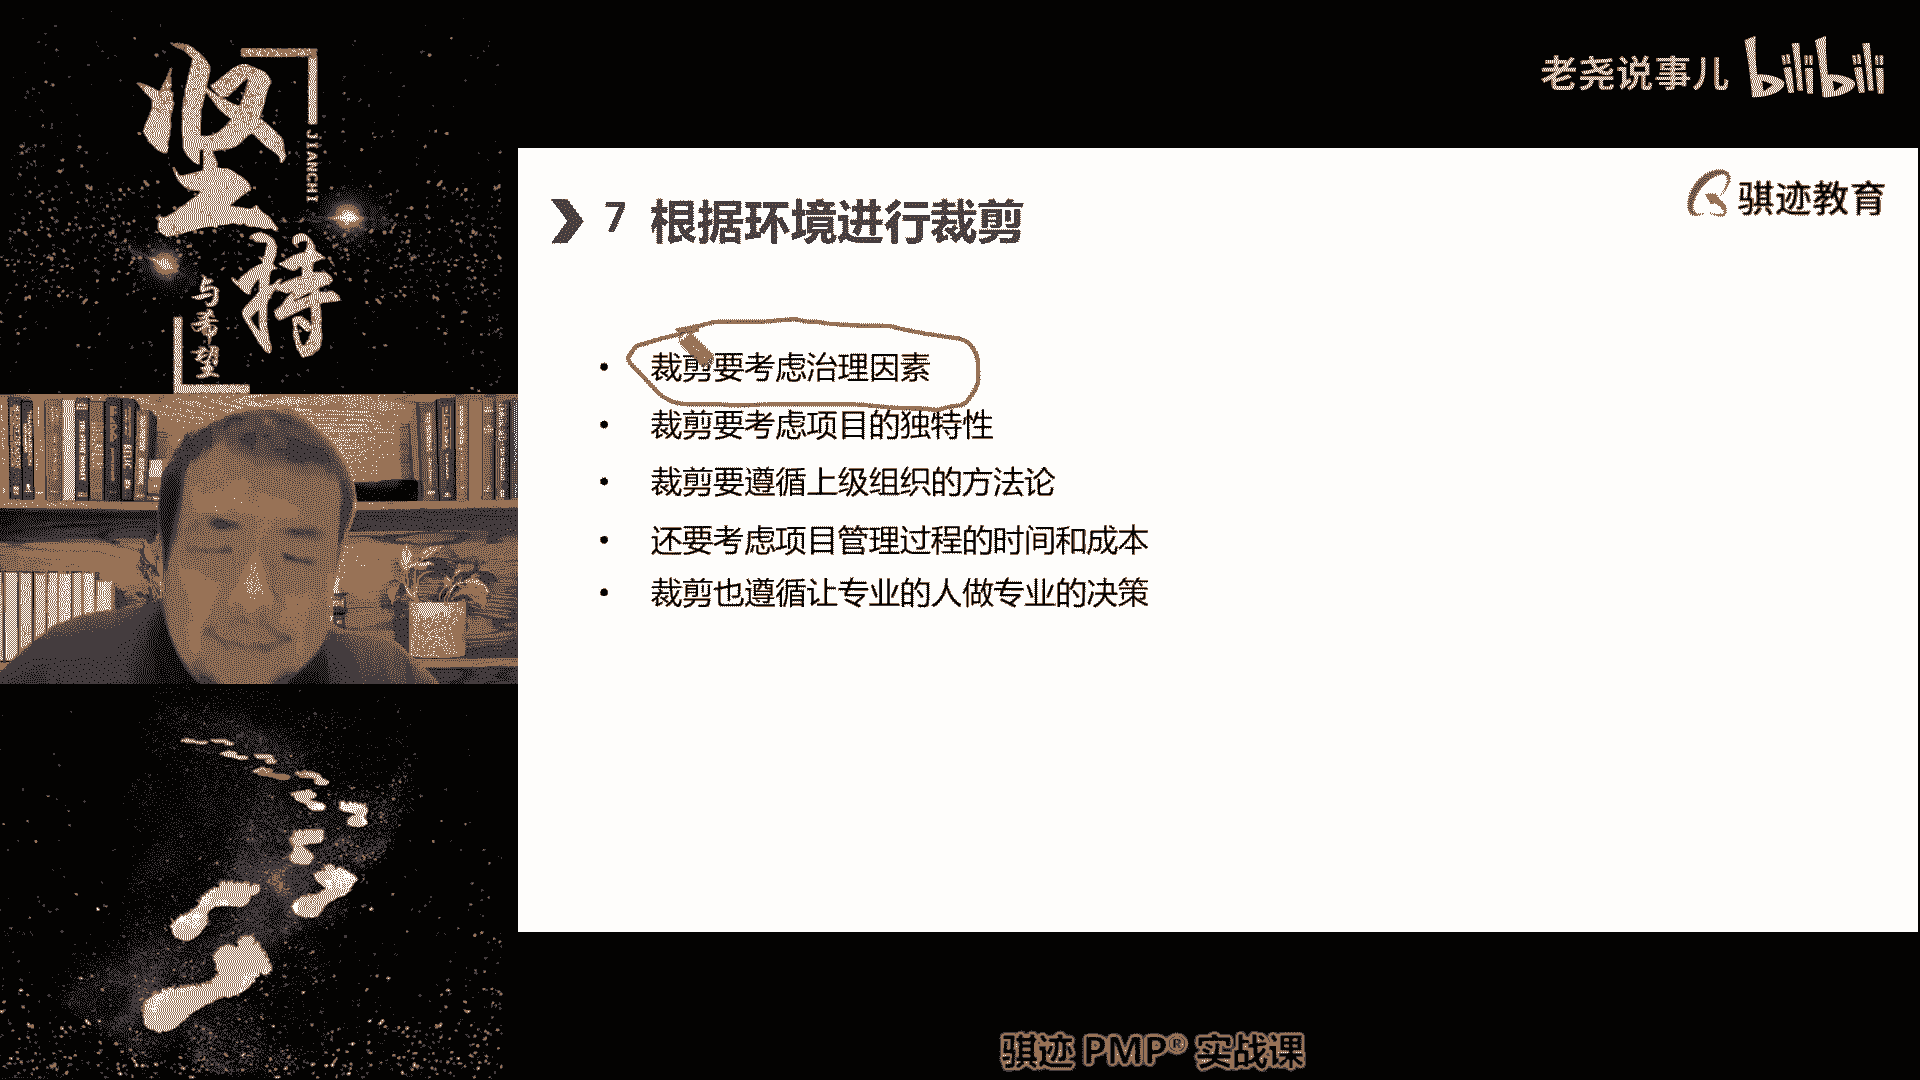 坚持
JIANCHI
与希望
老尧说事儿 bilibili
骐迹教育
7 根据环境进行裁剪
• 裁剪要考虑治理因素
• 裁剪要考虑项目的独特性
• 裁剪要遵循上级组织的方法论
• 还要考虑项目管理过程的时间和成本
• 裁剪也遵循让专业的人做专业的决策
骐迹 PMP® 实战课